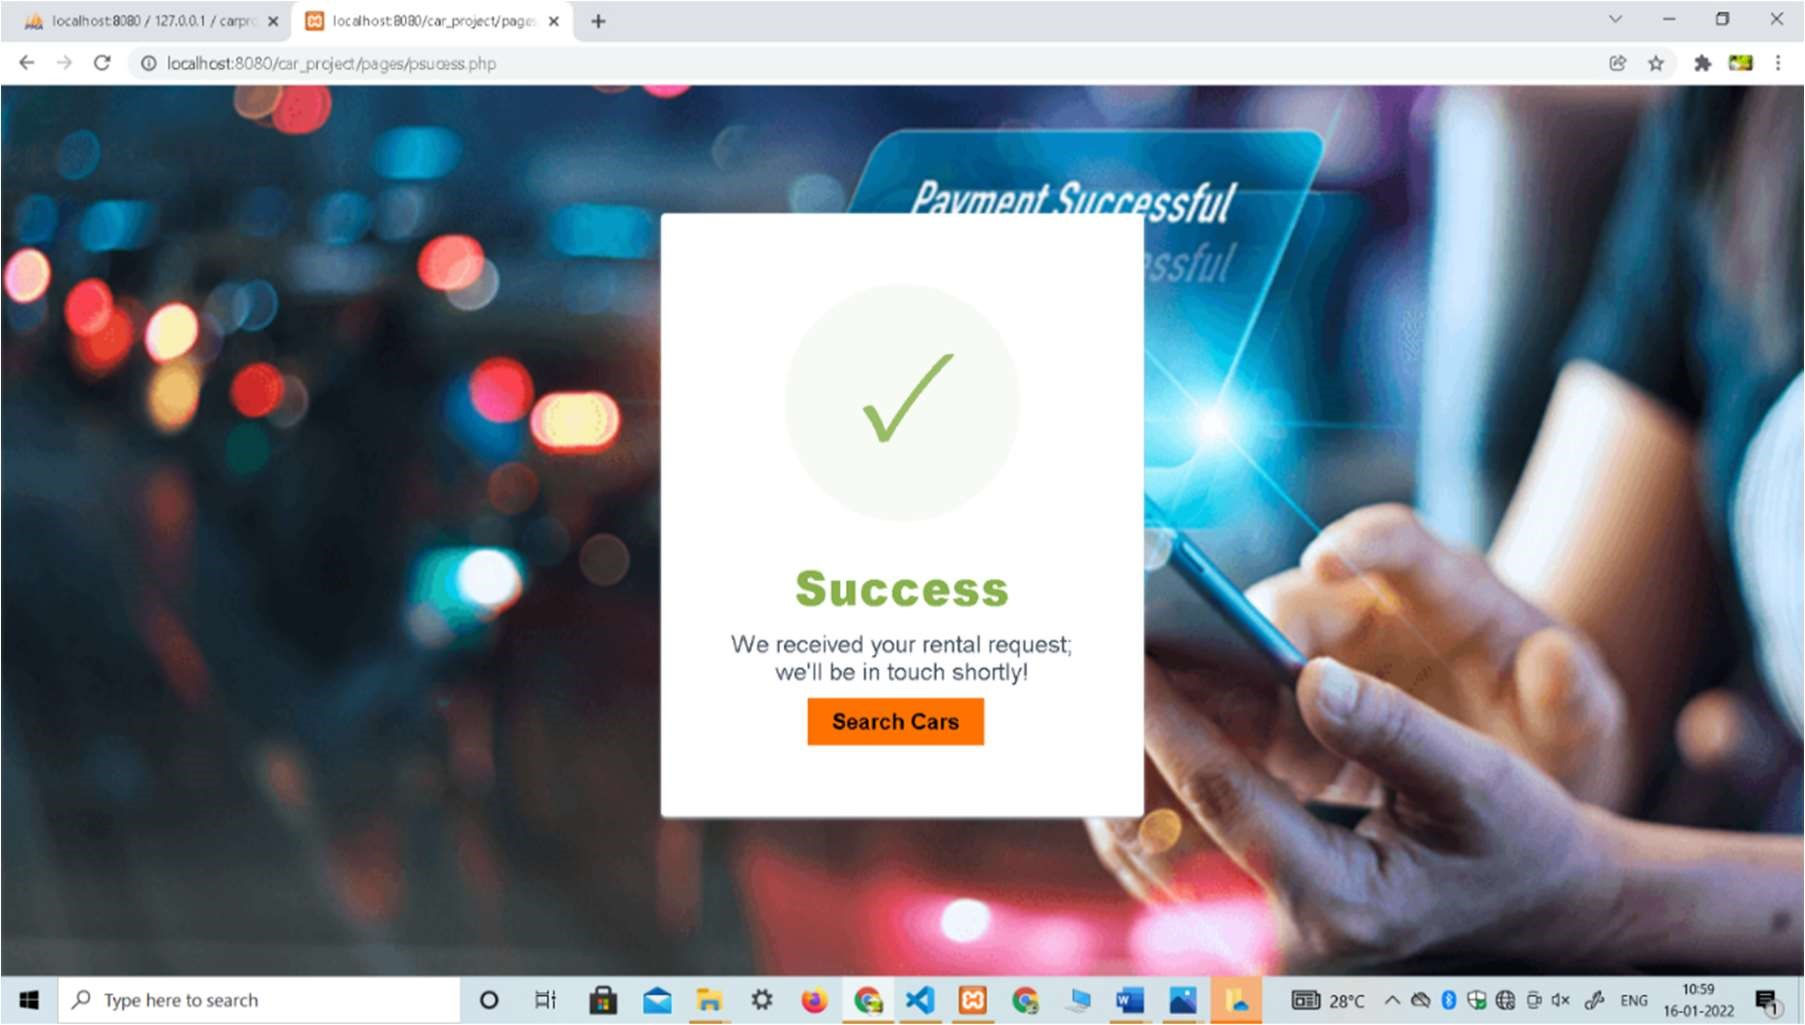 localhost:8080 / 127.0.0.1 / carpro
localhost:8080/car_project/pages
localhost:8080/car_project/pages/psucess.php
Payment Successful
essful
Success
We received your rental request;
we'll be in touch shortly!
Search Cars
Type here to search
28°C
ENG
10:59
16-01-2022
1